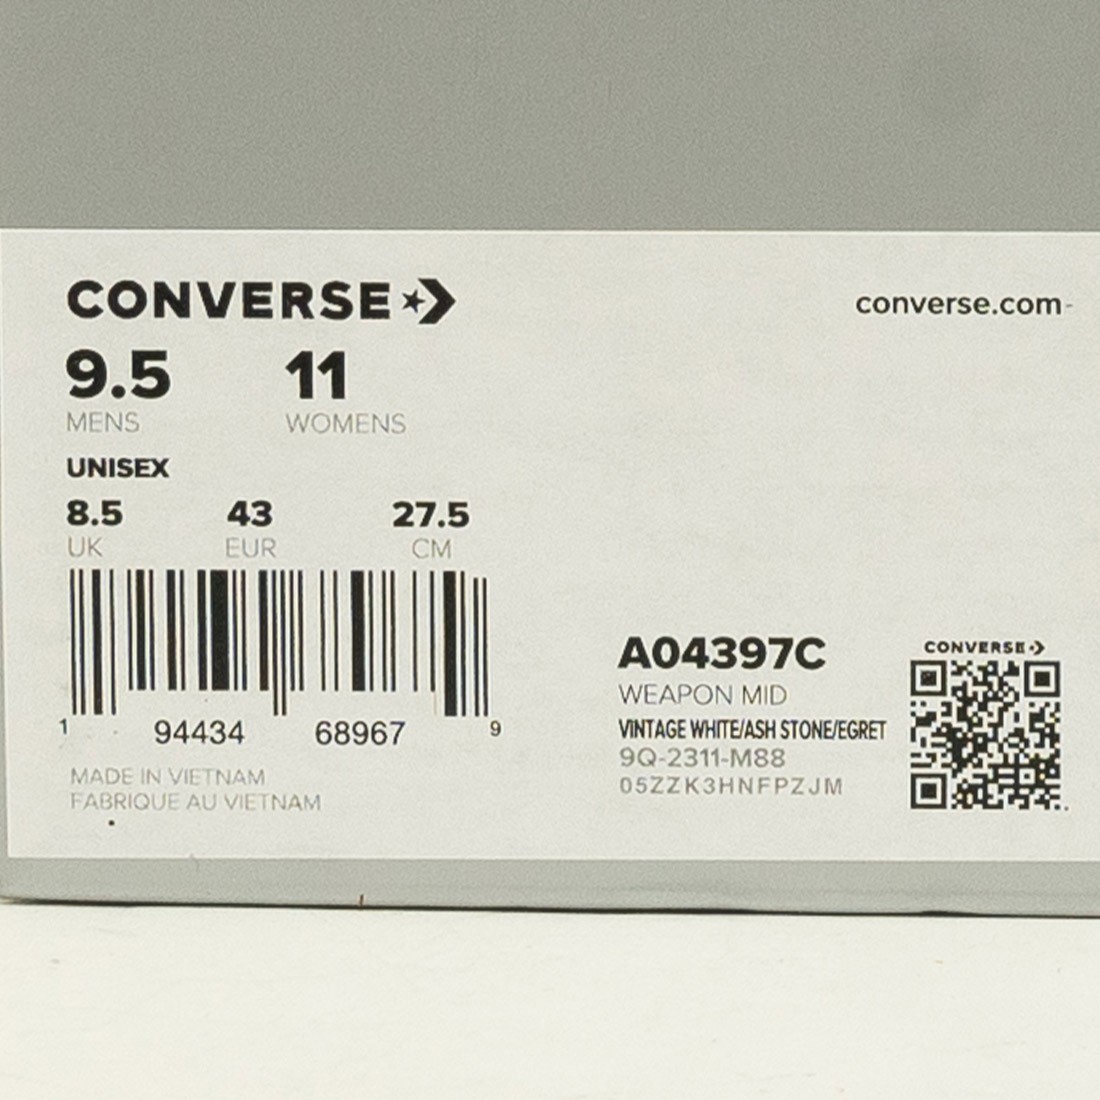 CONVERSE
converse.com
9.5 11
MENS WOMENS
UNISEX
8.5 43 27.5
UK EUR CM
1 94434 68967 9
MADE IN VIETNAM
FABRIQUE AU VIETNAM
A04397C
WEAPON MID
VINTAGE WHITE/ASH STONE/EGRET
9Q-2311-M88
05ZZK3HNFPZJM
CONVERSE